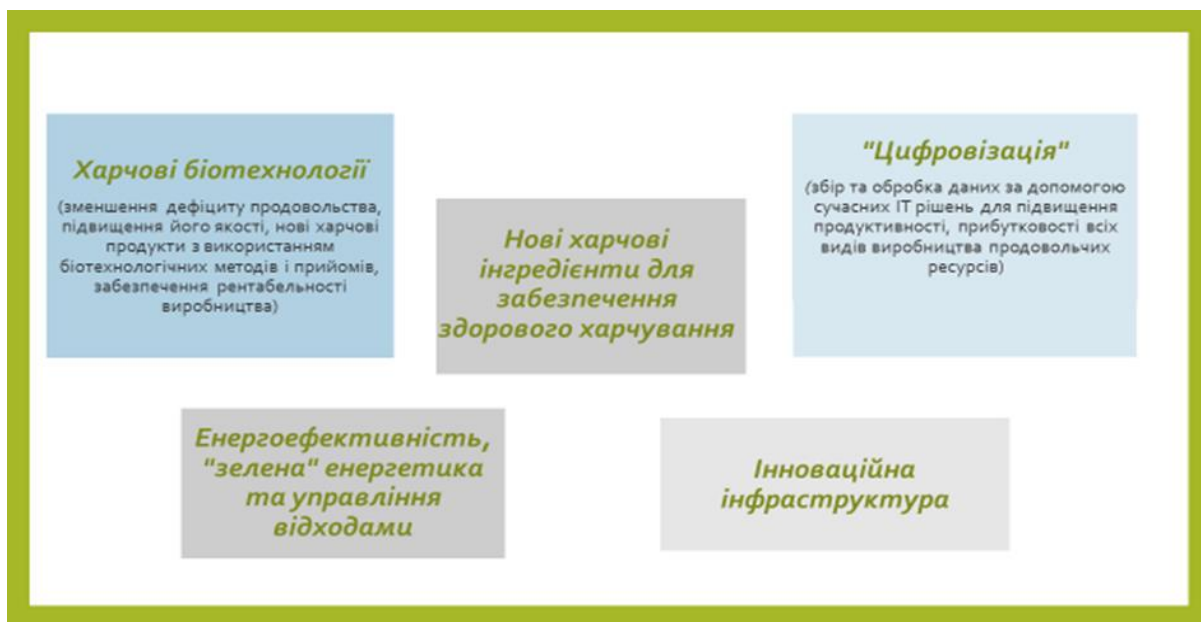 Харчові біотехнології
(зменшення дефіциту продовольства,
підвищення його якості, нові харчові
продукти з використанням
біотехнологічних методів і прийомів,
забезпечення рентабельності
виробництва)
Нові харчові
інгредієнти для
забезпечення
здорового харчування
"Цифровізація"
(збір та обробка даних за допомогою
сучасних ІТ рішень для підвищення
продуктивності, прибутковості всіх
видів виробництва продовольчих
ресурсів)
Енергоефективність,
"зелена" енергетика
та управління
відходами
Інноваційна
інфраструктура